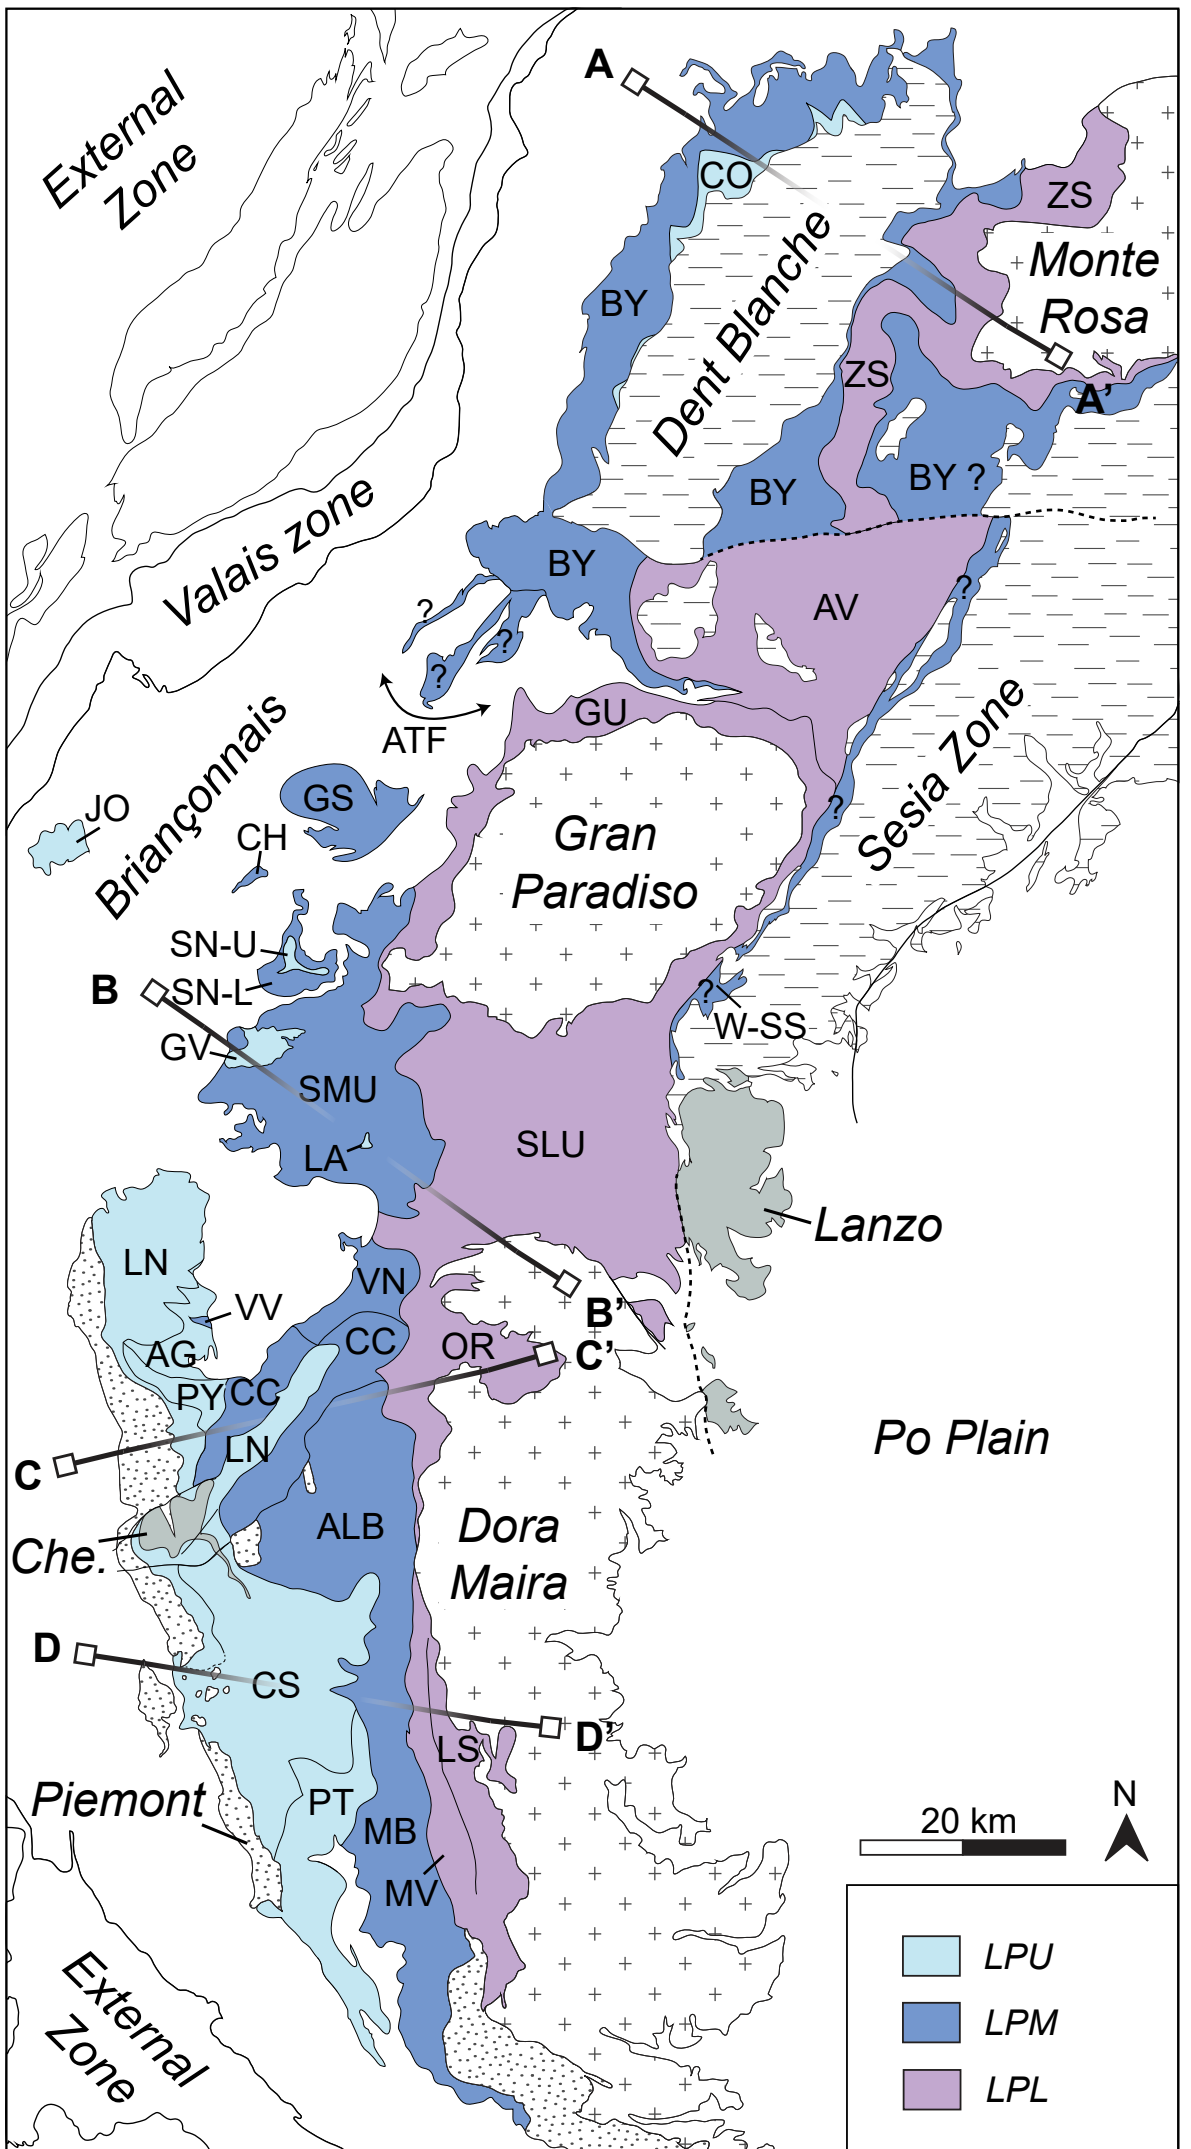 External
Zone
A
CO
ZS
Monte
Rosa
BY
Dent Blanche
ZS
A'
BY
BY ?
Valais zone
BY
?
?
?
?
AV
ATF
GU
Briançonnais
JO
GS
CH
Gran
Paradiso
?
Sesia Zone
SN-U
SN-L
B
?
W-SS
GV
SMU
LA
SLU
Lanzo
LN
VN
VV
B'
CC
OR
C'
AG
PY
CC
LN
C
Po Plain
Che.
ALB
Dora
Maira
D
CS
D'
LS
Piemont
PT
MB
MV
20 km
N
External
Zone
LPU
LPM
LPL